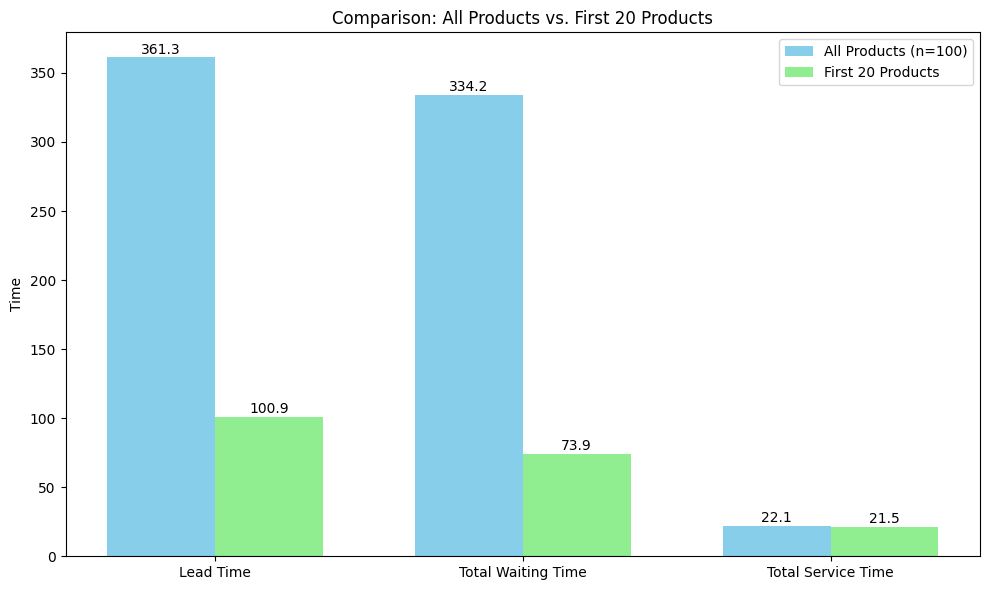 Comparison: All Products vs. First 20 Products
All Products (n=100)
First 20 Products
Time
350
300
250
200
150
100
50
0
361.3
100.9
334.2
73.9
22.1
21.5
Lead Time
Total Waiting Time
Total Service Time